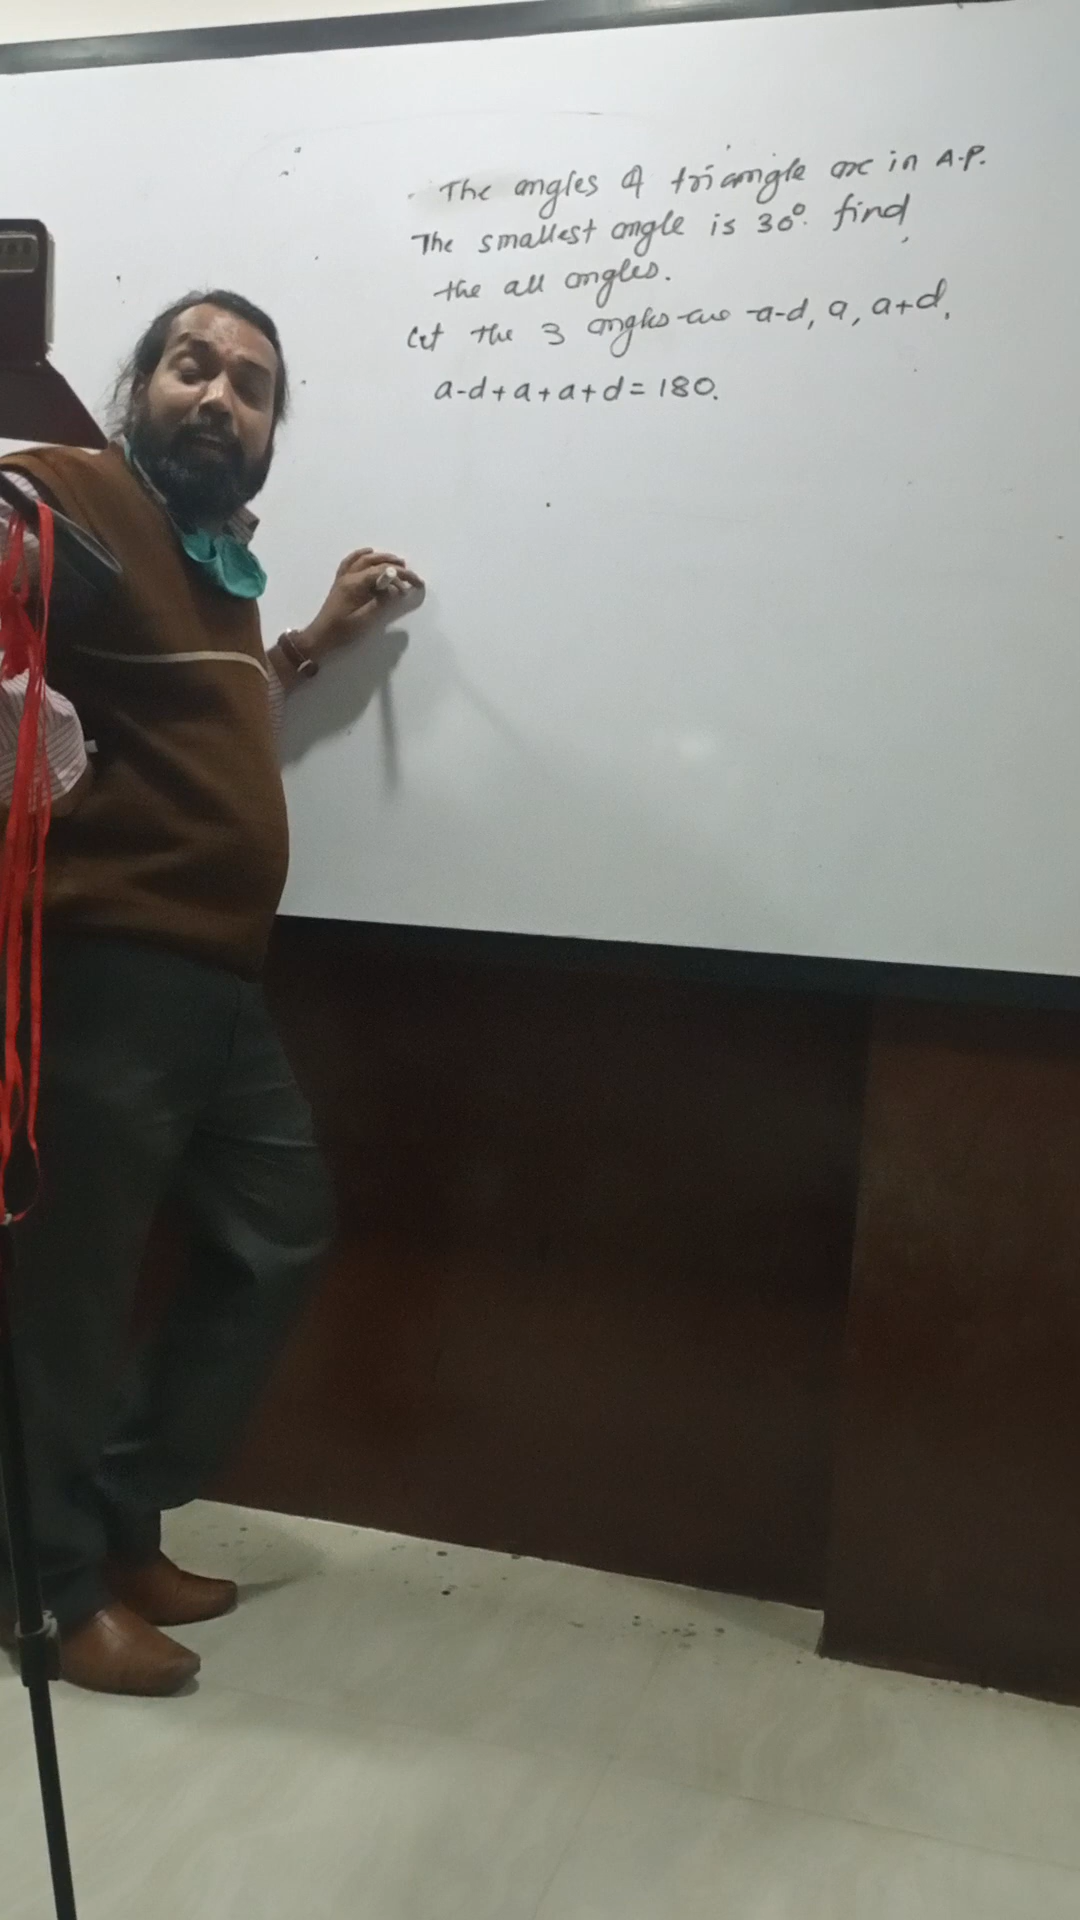 The angles of triangle are in A.P.
The smallest angle is 30°. find
the all angles.
Let the 3 angles are a-d, a, a+d,
a-d+a+a+d = 180.